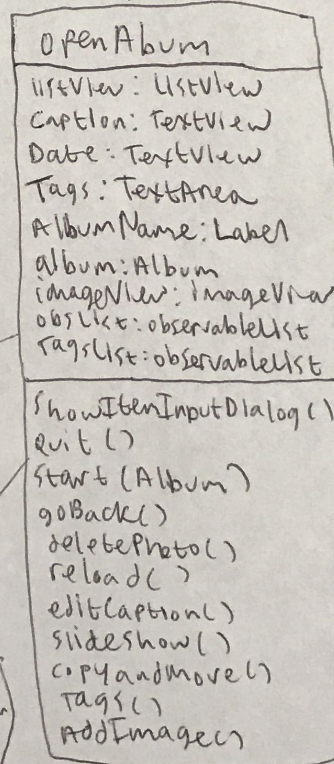 openAlbum
listView: ListView
Caption: TextView
Date: TextView
Tags: TextArea
AlbumName: Label
album: Album
imageView: imageView
obsList: observableList
TagsList: observableList
ShowItemInputDialog()
quit()
Start(Album)
goBack()
deletePhoto()
reload( )
editCaption()
slideshow()
copyandMove()
Tags()
AddImage()